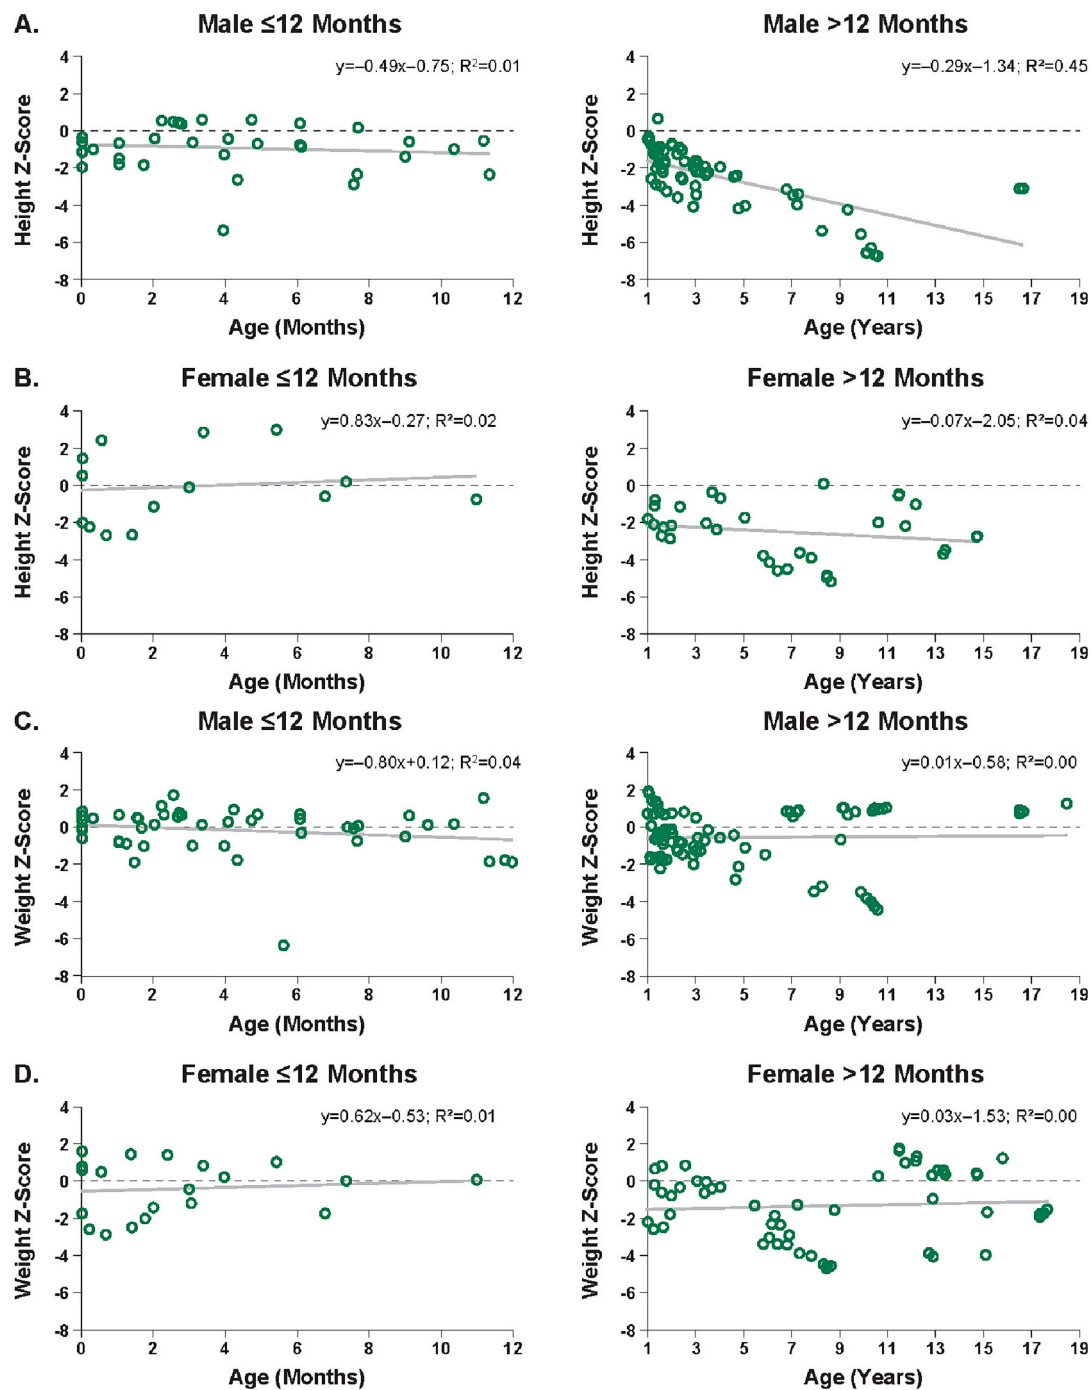 A.
Male ≤12 Months
Male >12 Months
y=–0.49x–0.75; R²=0.01
y=–0.29x–1.34; R²=0.45
Height Z-Score
4
2
0
-2
-4
-6
-8
0 2 4 6 8 10 12
Age (Months)
Height Z-Score
4
2
0
-2
-4
-6
-8
1 3 5 7 9 11 13 15 17 19
Age (Years)
B.
Female ≤12 Months
Female >12 Months
y=0.83x–0.27; R²=0.02
y=–0.07x–2.05; R²=0.04
Height Z-Score
4
2
0
-2
-4
-6
-8
0 2 4 6 8 10 12
Age (Months)
Height Z-Score
4
2
0
-2
-4
-6
-8
1 3 5 7 9 11 13 15 17 19
Age (Years)
C.
Male ≤12 Months
Male >12 Months
y=–0.80x+0.12; R²=0.04
y=0.01x–0.58; R²=0.00
Weight Z-Score
4
2
0
-2
-4
-6
-8
0 2 4 6 8 10 12
Age (Months)
Weight Z-Score
4
2
0
-2
-4
-6
-8
1 3 5 7 9 11 13 15 17 19
Age (Years)
D.
Female ≤12 Months
Female >12 Months
y=0.62x–0.53; R²=0.01
y=0.03x–1.53; R²=0.00
Weight Z-Score
4
2
0
-2
-4
-6
-8
0 2 4 6 8 10 12
Age (Months)
Weight Z-Score
4
2
0
-2
-4
-6
-8
1 3 5 7 9 11 13 15 17 19
Age (Years)